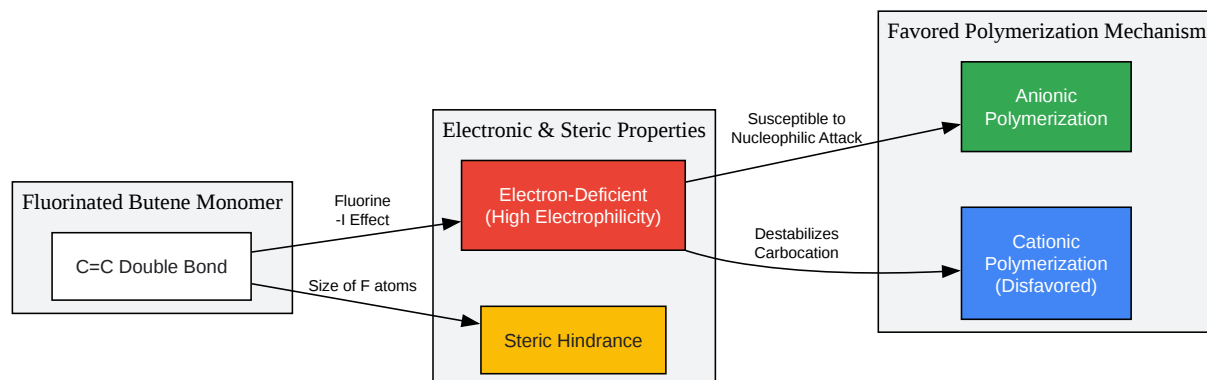 Fluorinated Butene Monomer
C=C Double Bond
Fluorine
-I Effect
Size of F atoms
Electronic & Steric Properties
Electron-Deficient
(High Electrophilicity)
Steric Hindrance
Susceptible to
Nucleophilic Attack
Destabilizes
Carbocation
Favored Polymerization Mechanism
Anionic
Polymerization
Cationic
Polymerization
(Disfavored)